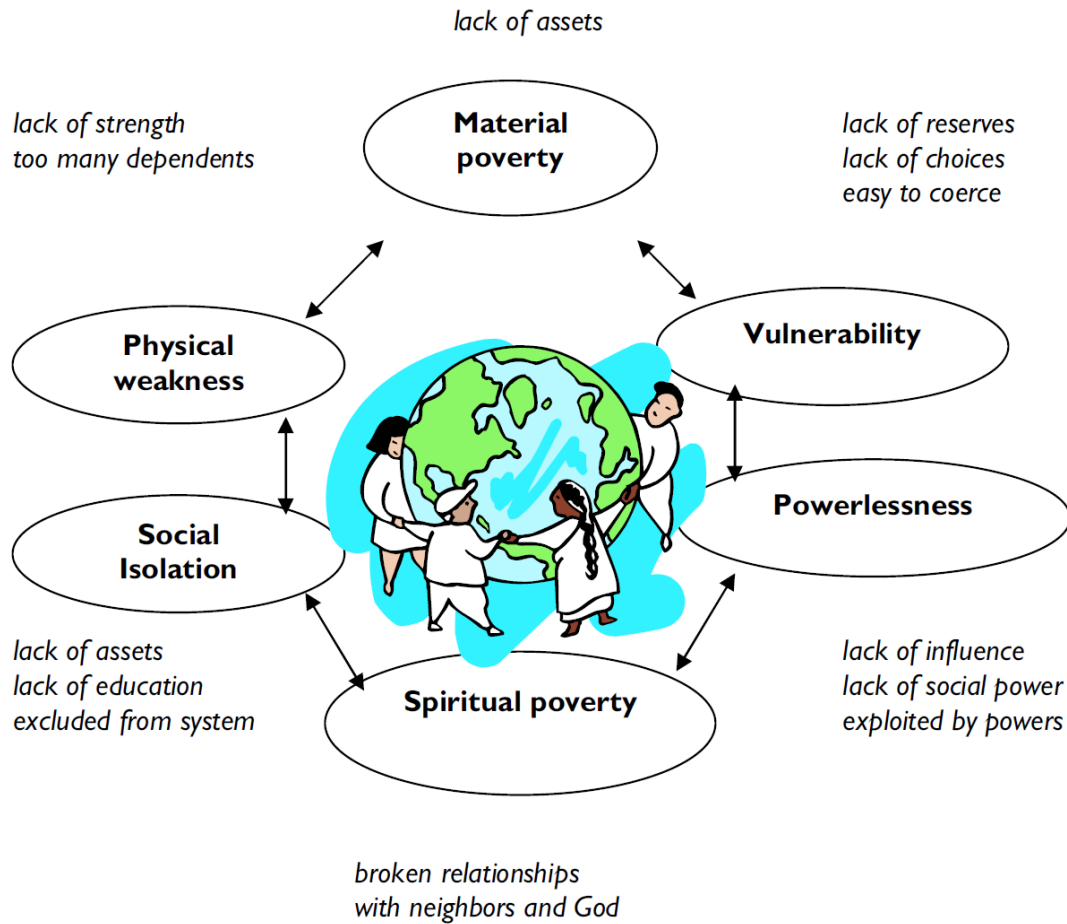 lack of assets
Material
poverty
lack of strength
too many dependents
lack of reserves
lack of choices
easy to coerce
Physical
weakness
Vulnerability
Social
Isolation
Powerlessness
lack of assets
lack of education
excluded from system
Spiritual poverty
lack of influence
lack of social power
exploited by powers
broken relationships
with neighbors and God